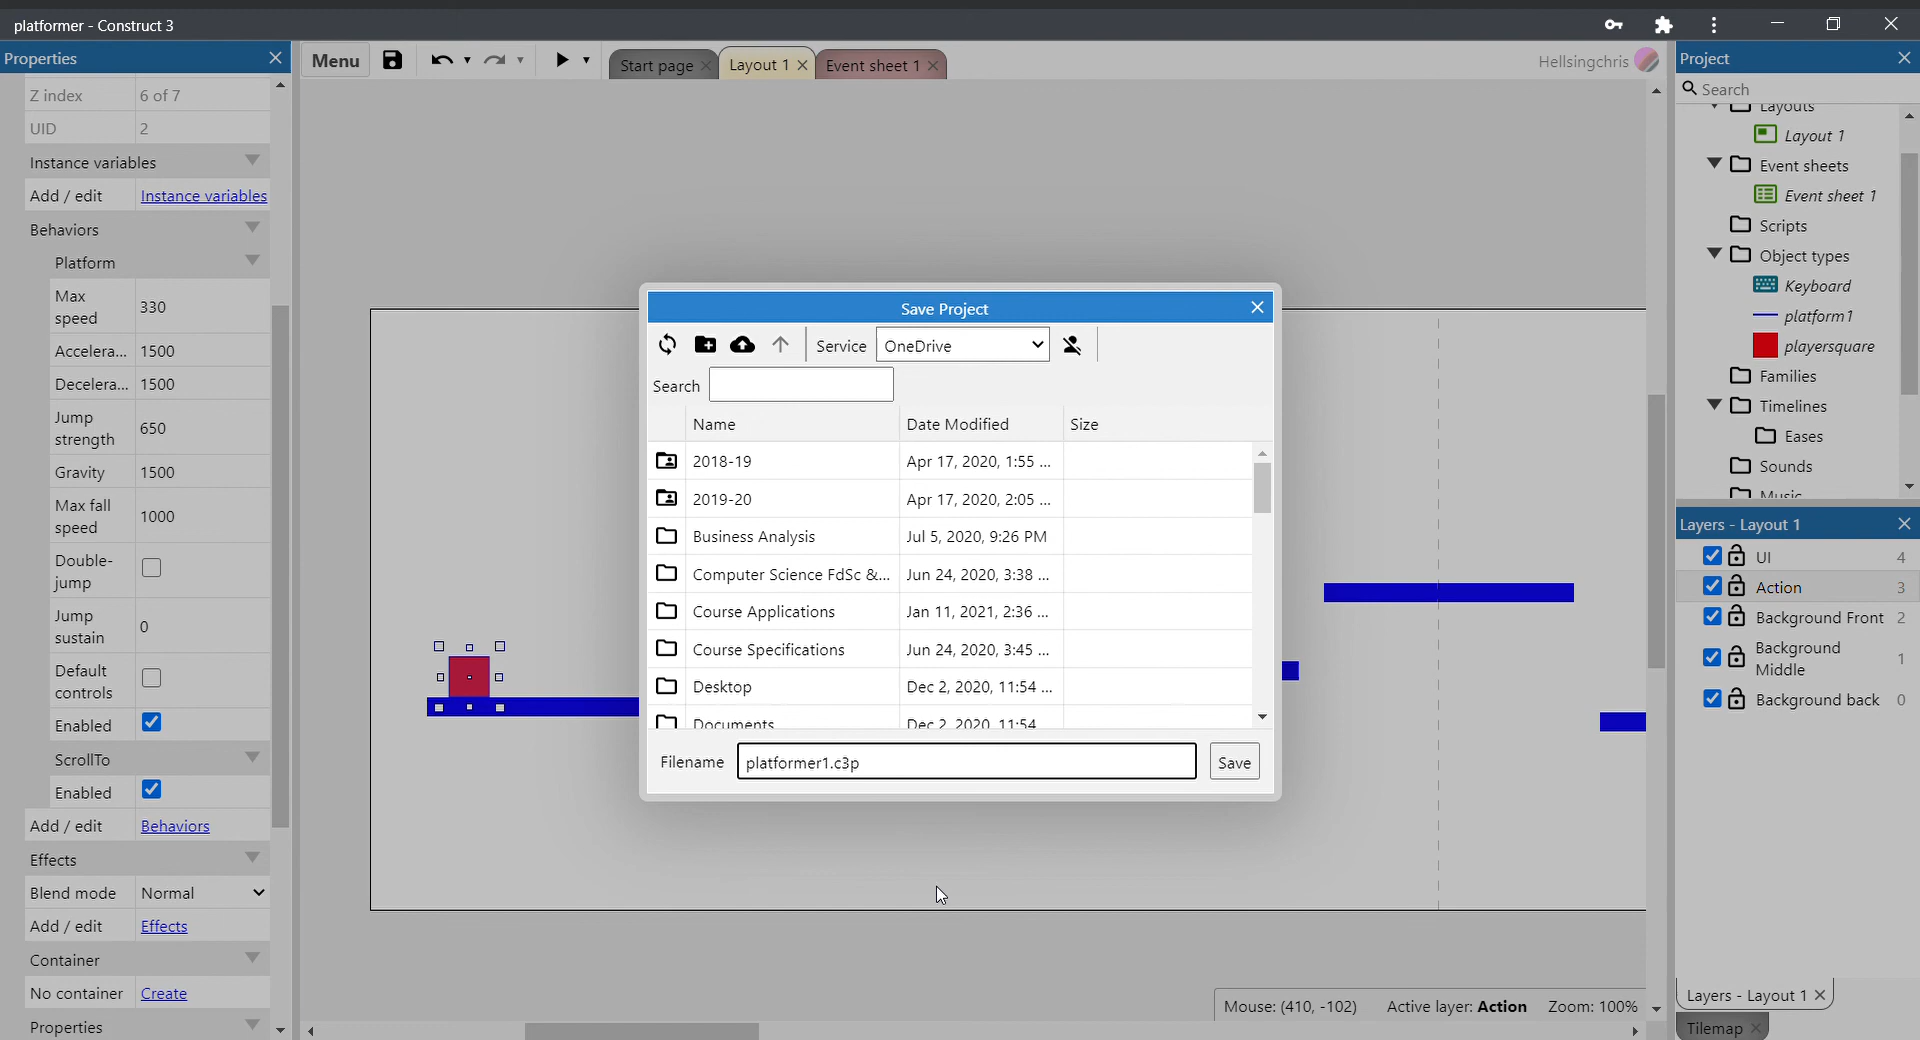 platformer - Construct 3
Properties
Z index 6 of 7
UID 2
Instance variables
Add / edit Instance variables
Behaviors
Platform
Max speed 330
Accelera... 1500
Decelera... 1500
Jump strength 650
Gravity 1500
Max fall speed 1000
Double-jump
Jump sustain 0
Default controls
Enabled
ScrollTo
Enabled
Add / edit Behaviors
Effects
Blend mode Normal
Add / edit Effects
Container
No container Create
Properties
Menu
Start page
Layout 1
Event sheet 1
Hellsingchris
Save Project
Service OneDrive
Search
Name Date Modified Size
2018-19 Apr 17, 2020, 1:55 ...
2019-20 Apr 17, 2020, 2:05 ...
Business Analysis Jul 5, 2020, 9:26 PM
Computer Science FdSc &... Jun 24, 2020, 3:38 ...
Course Applications Jan 11, 2021, 2:36 ...
Course Specifications Jun 24, 2020, 3:45 ...
Desktop Dec 2, 2020, 11:54 ...
Documents Dec 2, 2020, 11:54
Filename platformer1.c3p Save
Mouse: (410, -102) Active layer: Action Zoom: 100%
Project
Search
Layouts
Layout 1
Event sheets
Event sheet 1
Scripts
Object types
Keyboard
platform1
playersquare
Families
Timelines
Eases
Sounds
Music
Layers - Layout 1
UI 4
Action 3
Background Front 2
Background Middle 1
Background back 0
Layers - Layout 1
Tilemap